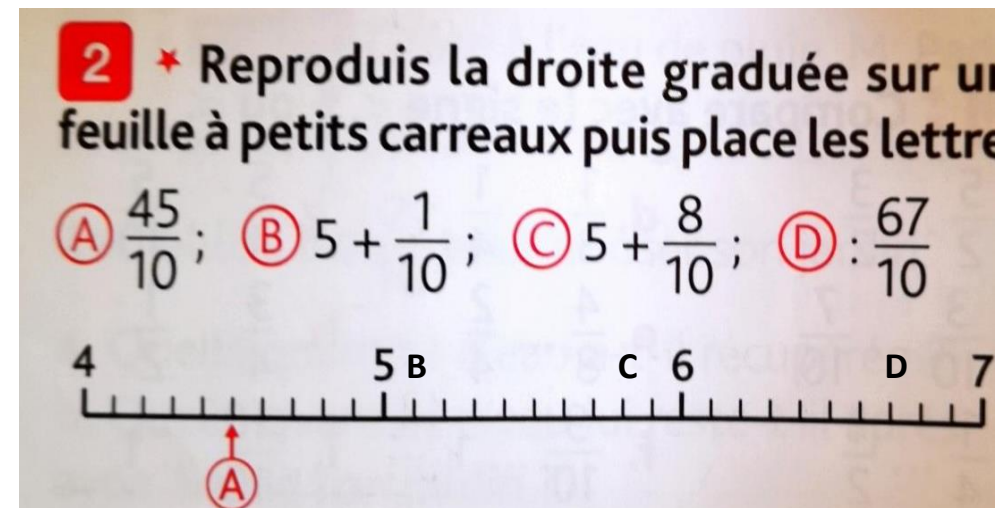 2 * Reproduis la droite graduée sur u
feuille à petits carreaux puis place les lettre
A 45/10 ; B 5 + 1/10 ; C 5 + 8/10 ; D : 67/10
4 5 B C 6 D 7
A